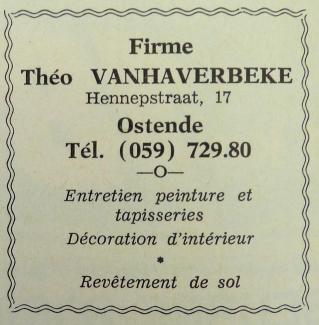 Firme
Théo VANHAVERBEKE
Hennepstraat, 17
Ostende
Tél. (059) 729.80
—O—
Entretien peinture et
tapisseries
Décoration d'intérieur
*
Revêtement de sol